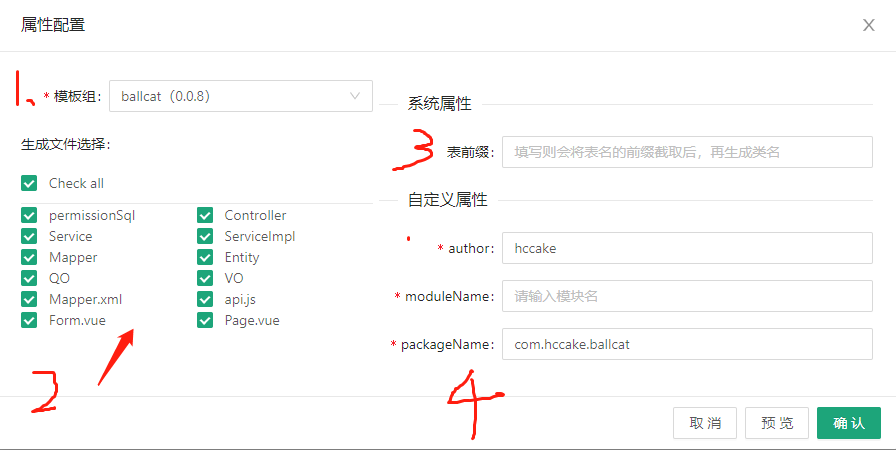 属性配置
1.
* 模板组：
ballcat（0.0.8）
生成文件选择：
Check all
permissionSql
Controller
Service
ServiceImpl
Mapper
Entity
QO
VO
Mapper.xml
api.js
Form.vue
Page.vue
2
系统属性
3
表前缀：
填写则会将表名的前缀截取后，再生成类名
自定义属性
* author：
hccake
* moduleName：
请输入模块名
* packageName：
com.hccake.ballcat
4
取 消
预 览
确 认